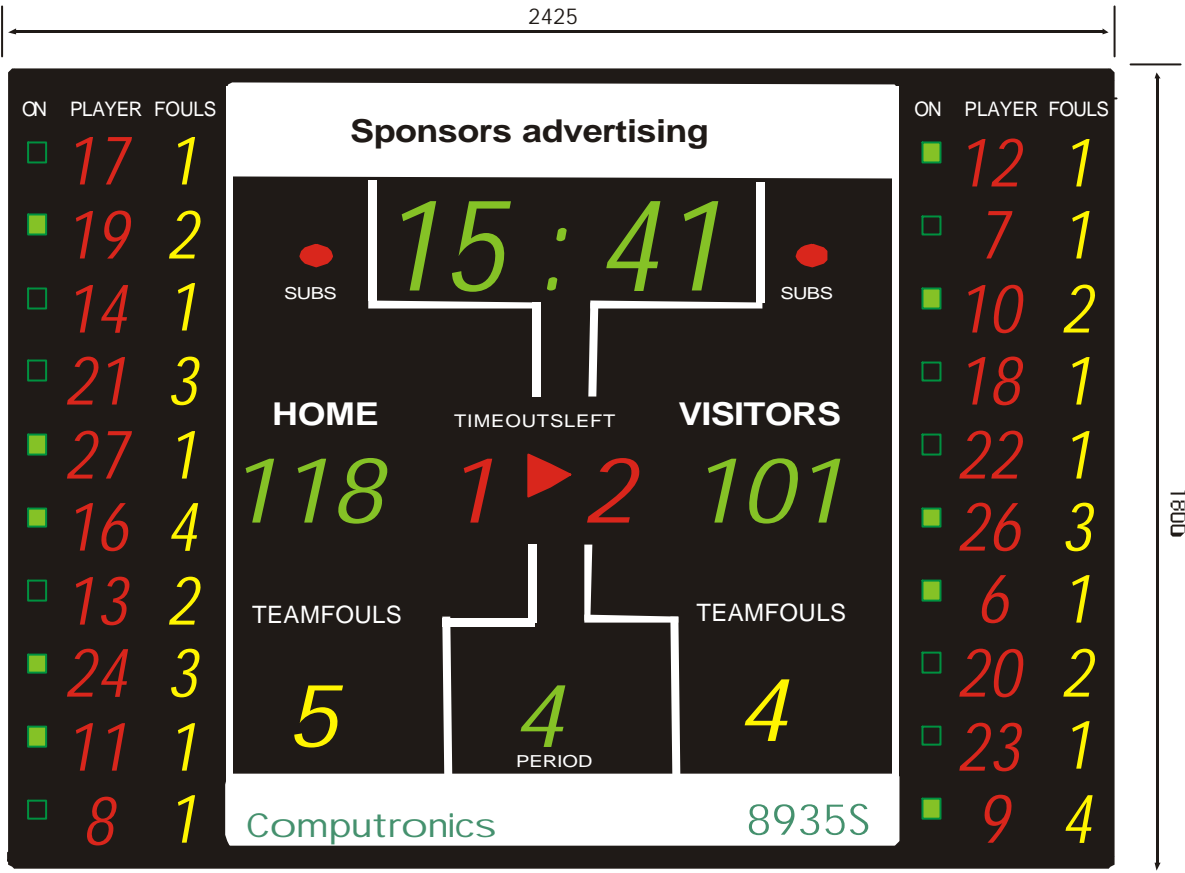 2425
ON PLAYER FOULS
17 1
19 2
14 1
21 3
27 1
16 4
13 2
24 3
11 1
8 1
Sponsors advertising
15 : 41
SUBS SUBS
HOME TIMEOUTSLEFT VISITORS
118 1 2 101
TEAMFOULS TEAMFOULS
5 4 4
PERIOD
Computronics 8935S
ON PLAYER FOULS
12 1
7 1
10 2
18 1
22 1
26 3
6 1
20 2
23 1
9 4
1800